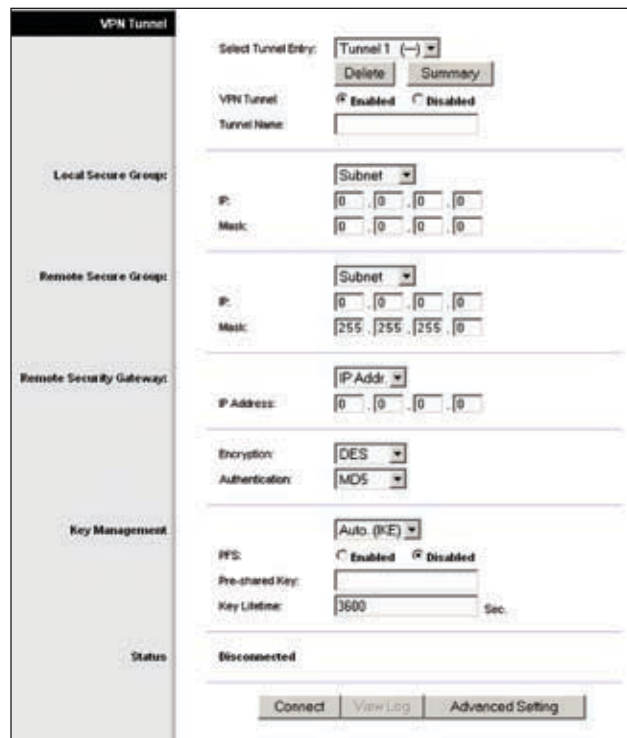 VPN Tunnel
Select Tunnel Entry: Tunnel 1 (---)
Delete Summary
VPN Tunnel Enabled Disabled
Tunnel Name:
Local Secure Group: Subnet
IP: 0 . 0 . 0 . 0
Mask: 0 . 0 . 0 . 0
Remote Secure Group: Subnet
IP: 0 . 0 . 0 . 0
Mask: 255 . 255 . 255 . 0
Remote Security Gateway: IP Addr.
IP Address: 0 . 0 . 0 . 0
Encryption: DES
Authentication: MD5
Key Management Auto. (IKE)
PFS: Enabled Disabled
Pre-shared Key:
Key Lifetime: 3600 Sec.
Status Disconnected
Connect View Log Advanced Setting